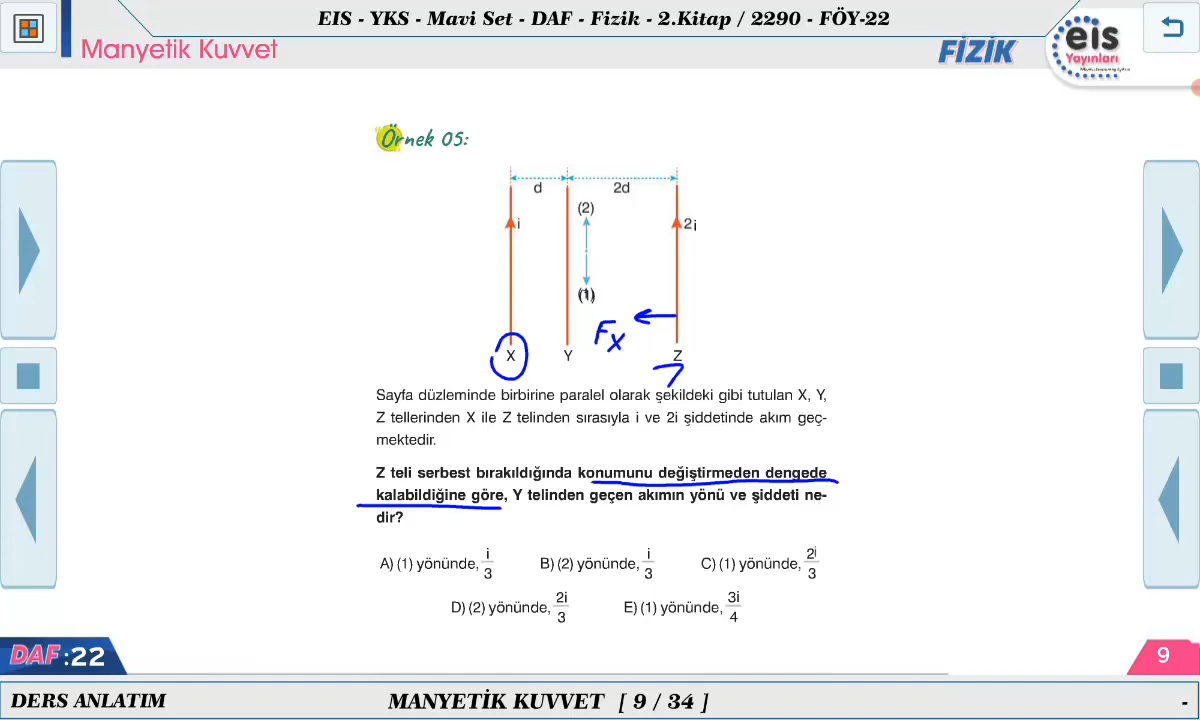 EIS - YKS - Mavi Set - DAF - Fizik - 2.Kitap / 2290 - FÖY-22
Manyetik Kuvvet
FİZİK
eis
Yayınları
Örnek 05:
d
2d
(2)
i
2i
(1)
Fx
X
Y
Z
Sayfa düzleminde birbirine paralel olarak şekildeki gibi tutulan X, Y,
Z tellerinden X ile Z telinden sırasıyla i ve 2i şiddetinde akım geç-
mektedir.
Z teli serbest bırakıldığında konumunu değiştirmeden dengede
kalabildiğine göre, Y telinden geçen akımın yönü ve şiddeti ne-
dir?
A) (1) yönünde, i/3 B) (2) yönünde, i/3 C) (1) yönünde, 2i/3
D) (2) yönünde, 2i/3 E) (1) yönünde, 3i/4
DAF :22
9
DERS ANLATIM
MANYETİK KUVVET [ 9 / 34 ]
-